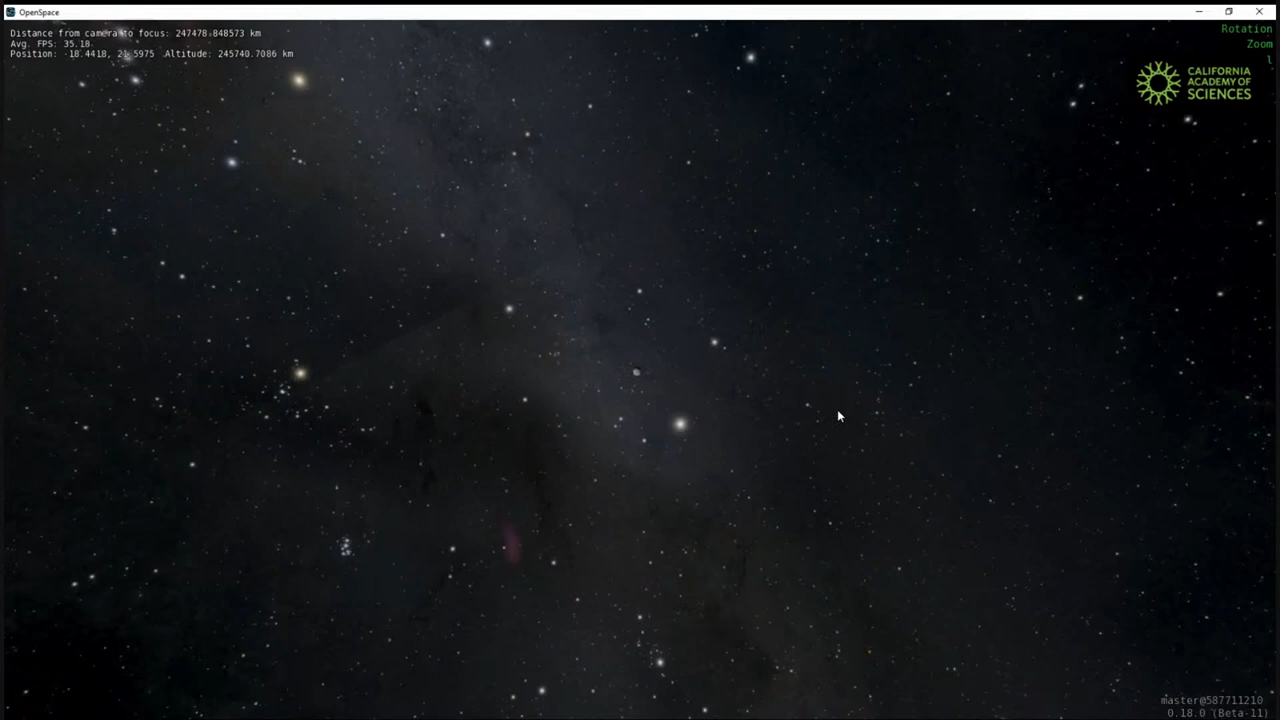 OpenSpace
Distance from camera to focus: 247478.848573 km
Avg. FPS: 35.18
Position: -18.4418, 21.5975 Altitude: 245740.7086 km
Rotation
Zoom
l
CALIFORNIA
ACADEMY OF
SCIENCES
master@587711210
0.18.0 (Beta-11)